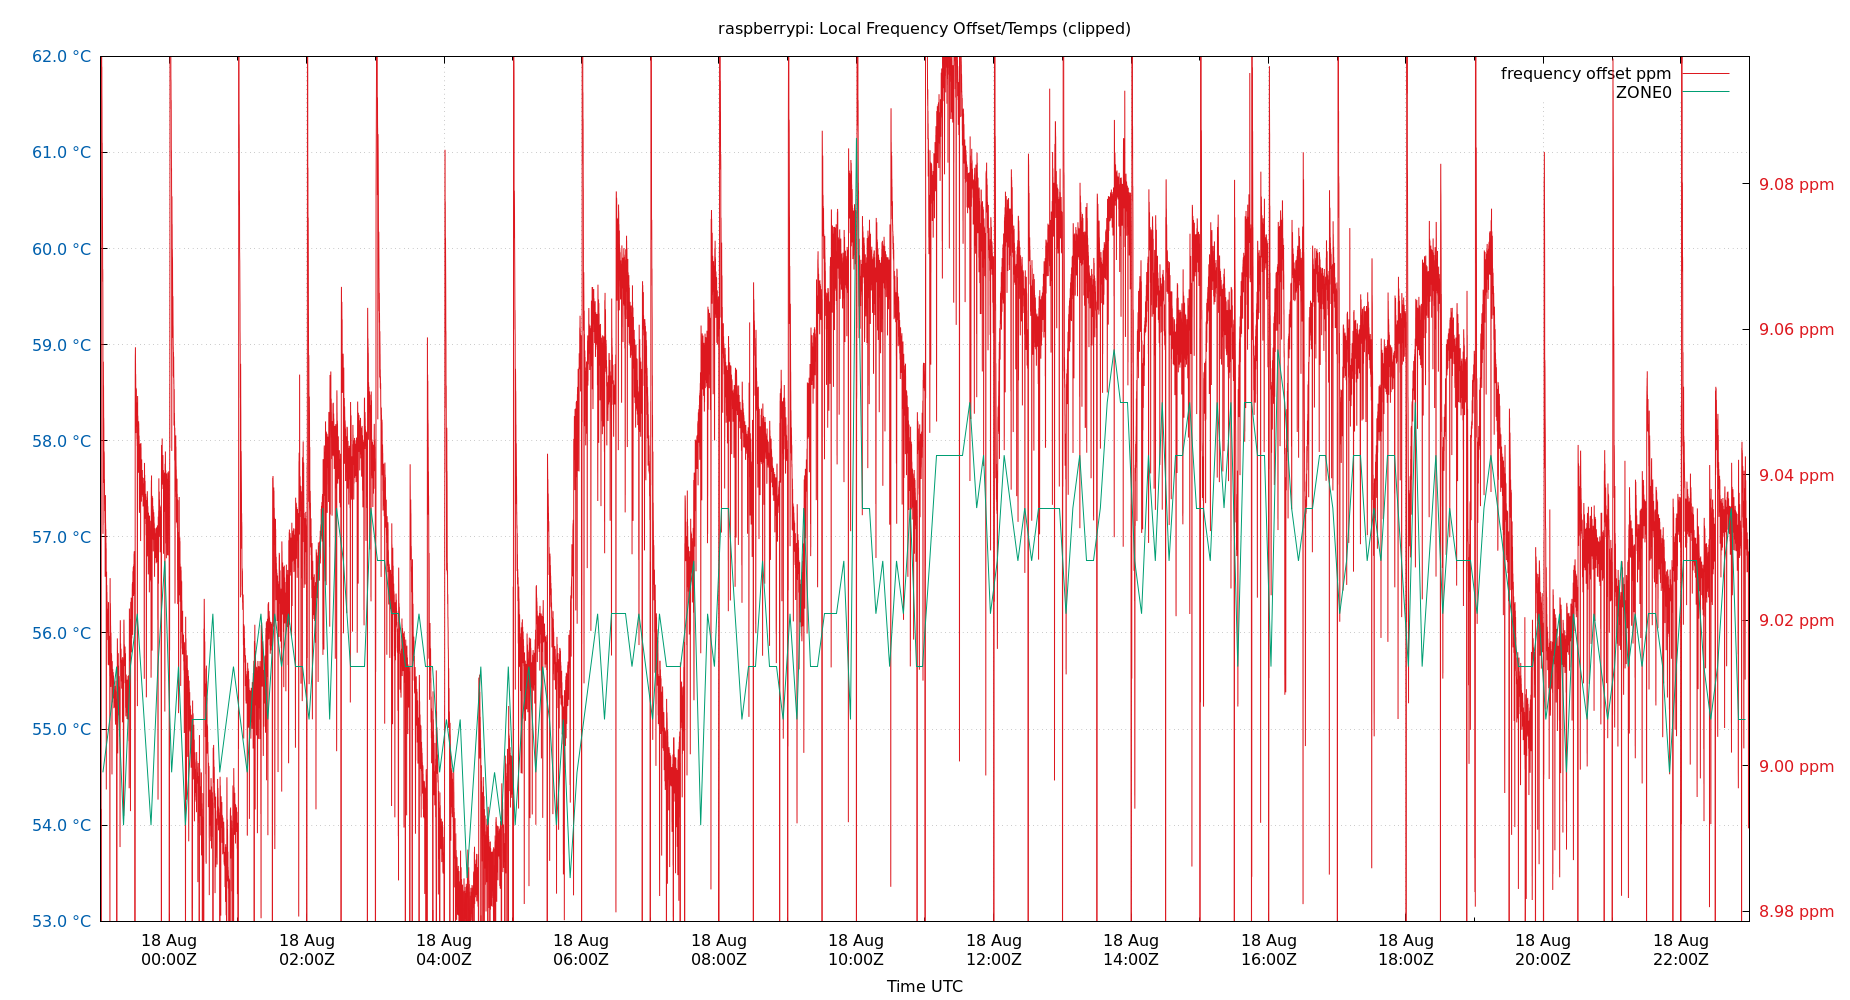 raspberrypi: Local Frequency Offset/Temps (clipped)
62.0 °C
61.0 °C
60.0 °C
59.0 °C
58.0 °C
57.0 °C
56.0 °C
55.0 °C
54.0 °C
53.0 °C
frequency offset ppm
ZONE0
9.08 ppm
9.06 ppm
9.04 ppm
9.02 ppm
9.00 ppm
8.98 ppm
18 Aug 18 Aug 18 Aug 18 Aug 18 Aug 18 Aug 18 Aug 18 Aug 18 Aug 18 Aug 18 Aug 18 Aug
00:00Z 02:00Z 04:00Z 06:00Z 08:00Z 10:00Z 12:00Z 14:00Z 16:00Z 18:00Z 20:00Z 22:00Z
Time UTC